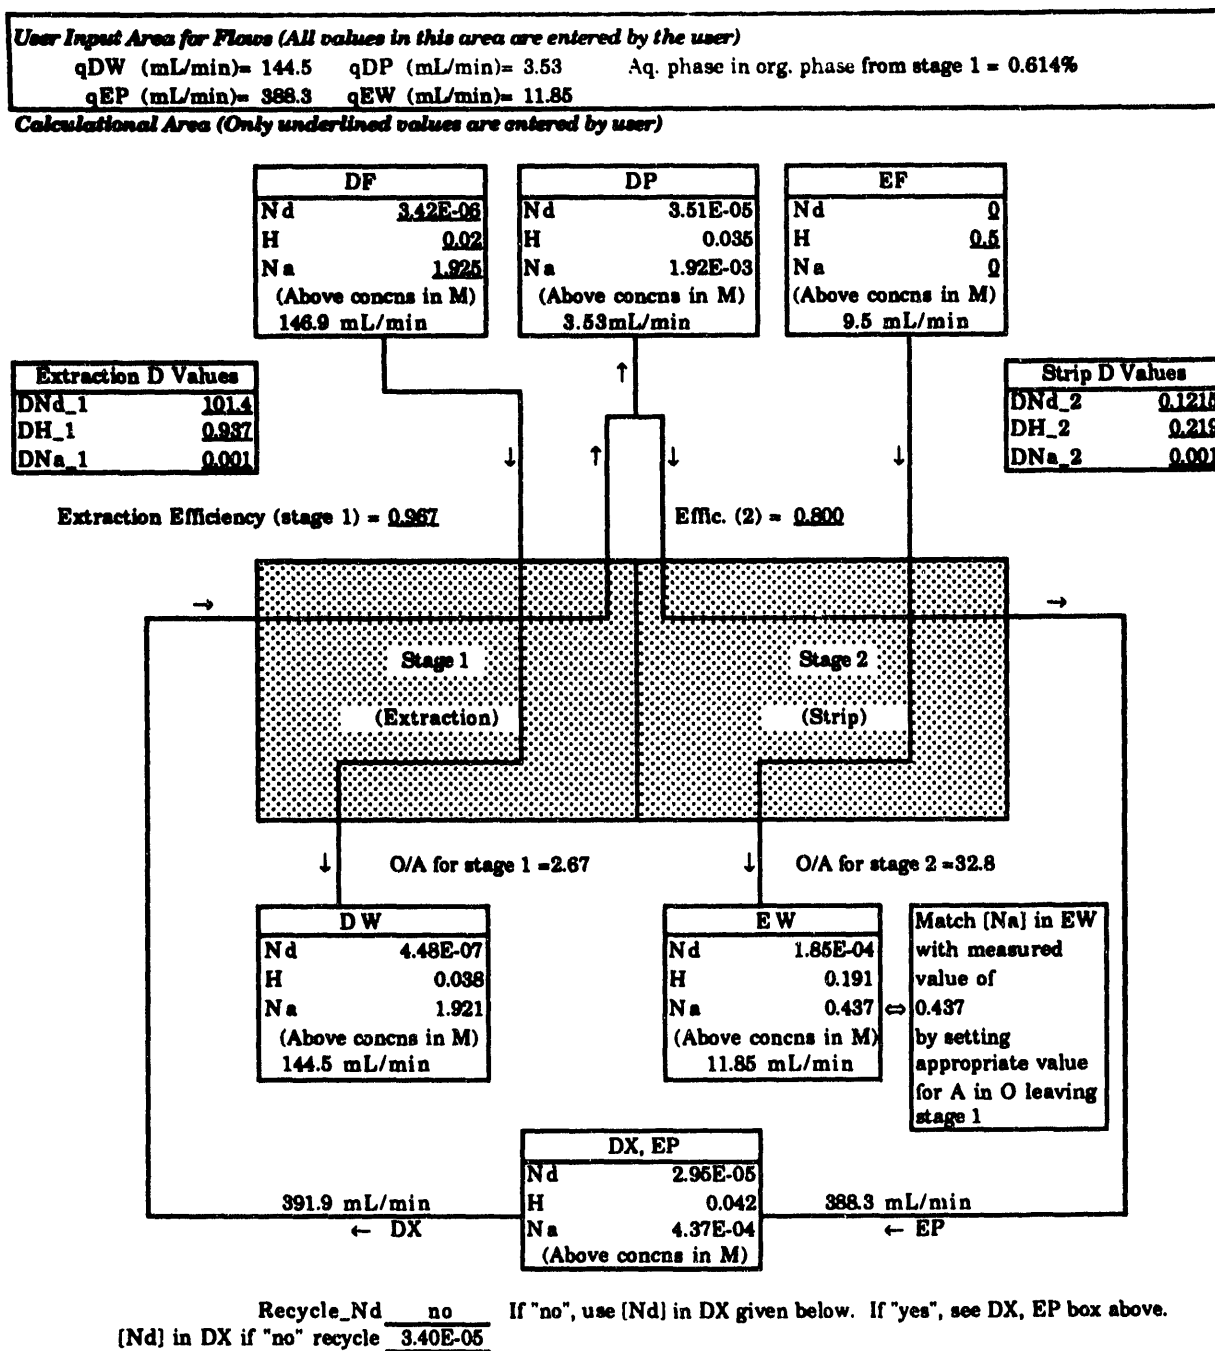 User Input Area for Flows (All values in this area are entered by the user)
qDW (mL/min)= 144.5 qDP (mL/min)= 3.53 Aq. phase in org. phase from stage 1 = 0.614%
qEP (mL/min)= 388.3 qEW (mL/min)= 11.85
Calculational Area (Only underlined values are entered by user)
DF
Nd 3.42E-06
H 0.02
Na 1.925
(Above concns in M)
146.9 mL/min
DP
Nd 3.51E-05
H 0.035
Na 1.92E-03
(Above concns in M)
3.53mL/min
EF
Nd 0
H 0.5
Na 0
(Above concns in M)
9.5 mL/min
Extraction D Values
DNd_1 101.4
DH_1 0.937
DNa_1 0.001
Strip D Values
DNd_2 0.1215
DH_2 0.219
DNa_2 0.001
↑
↓ ↑ ↓ ↓
Extraction Efficiency (stage 1) = 0.967
Effic. (2) = 0.800
→ →
Stage 1
(Extraction)
Stage 2
(Strip)
↓ O/A for stage 1 =2.67
↓ O/A for stage 2 =32.8
DW
Nd 4.48E-07
H 0.038
Na 1.921
(Above concns in M)
144.5 mL/min
EW
Nd 1.85E-04
H 0.191
Na 0.437 ⇔
(Above concns in M)
11.85 mL/min
Match [Na] in EW
with measured
value of
0.437
by setting
appropriate value
for A in O leaving
stage 1
DX, EP
Nd 2.95E-05
H 0.042
Na 4.37E-04
(Above concns in M)
391.9 mL/min
← DX
388.3 mL/min
← EP
Recycle_Nd no If "no", use [Nd] in DX given below. If "yes", see DX, EP box above.
[Nd] in DX if "no" recycle 3.40E-05